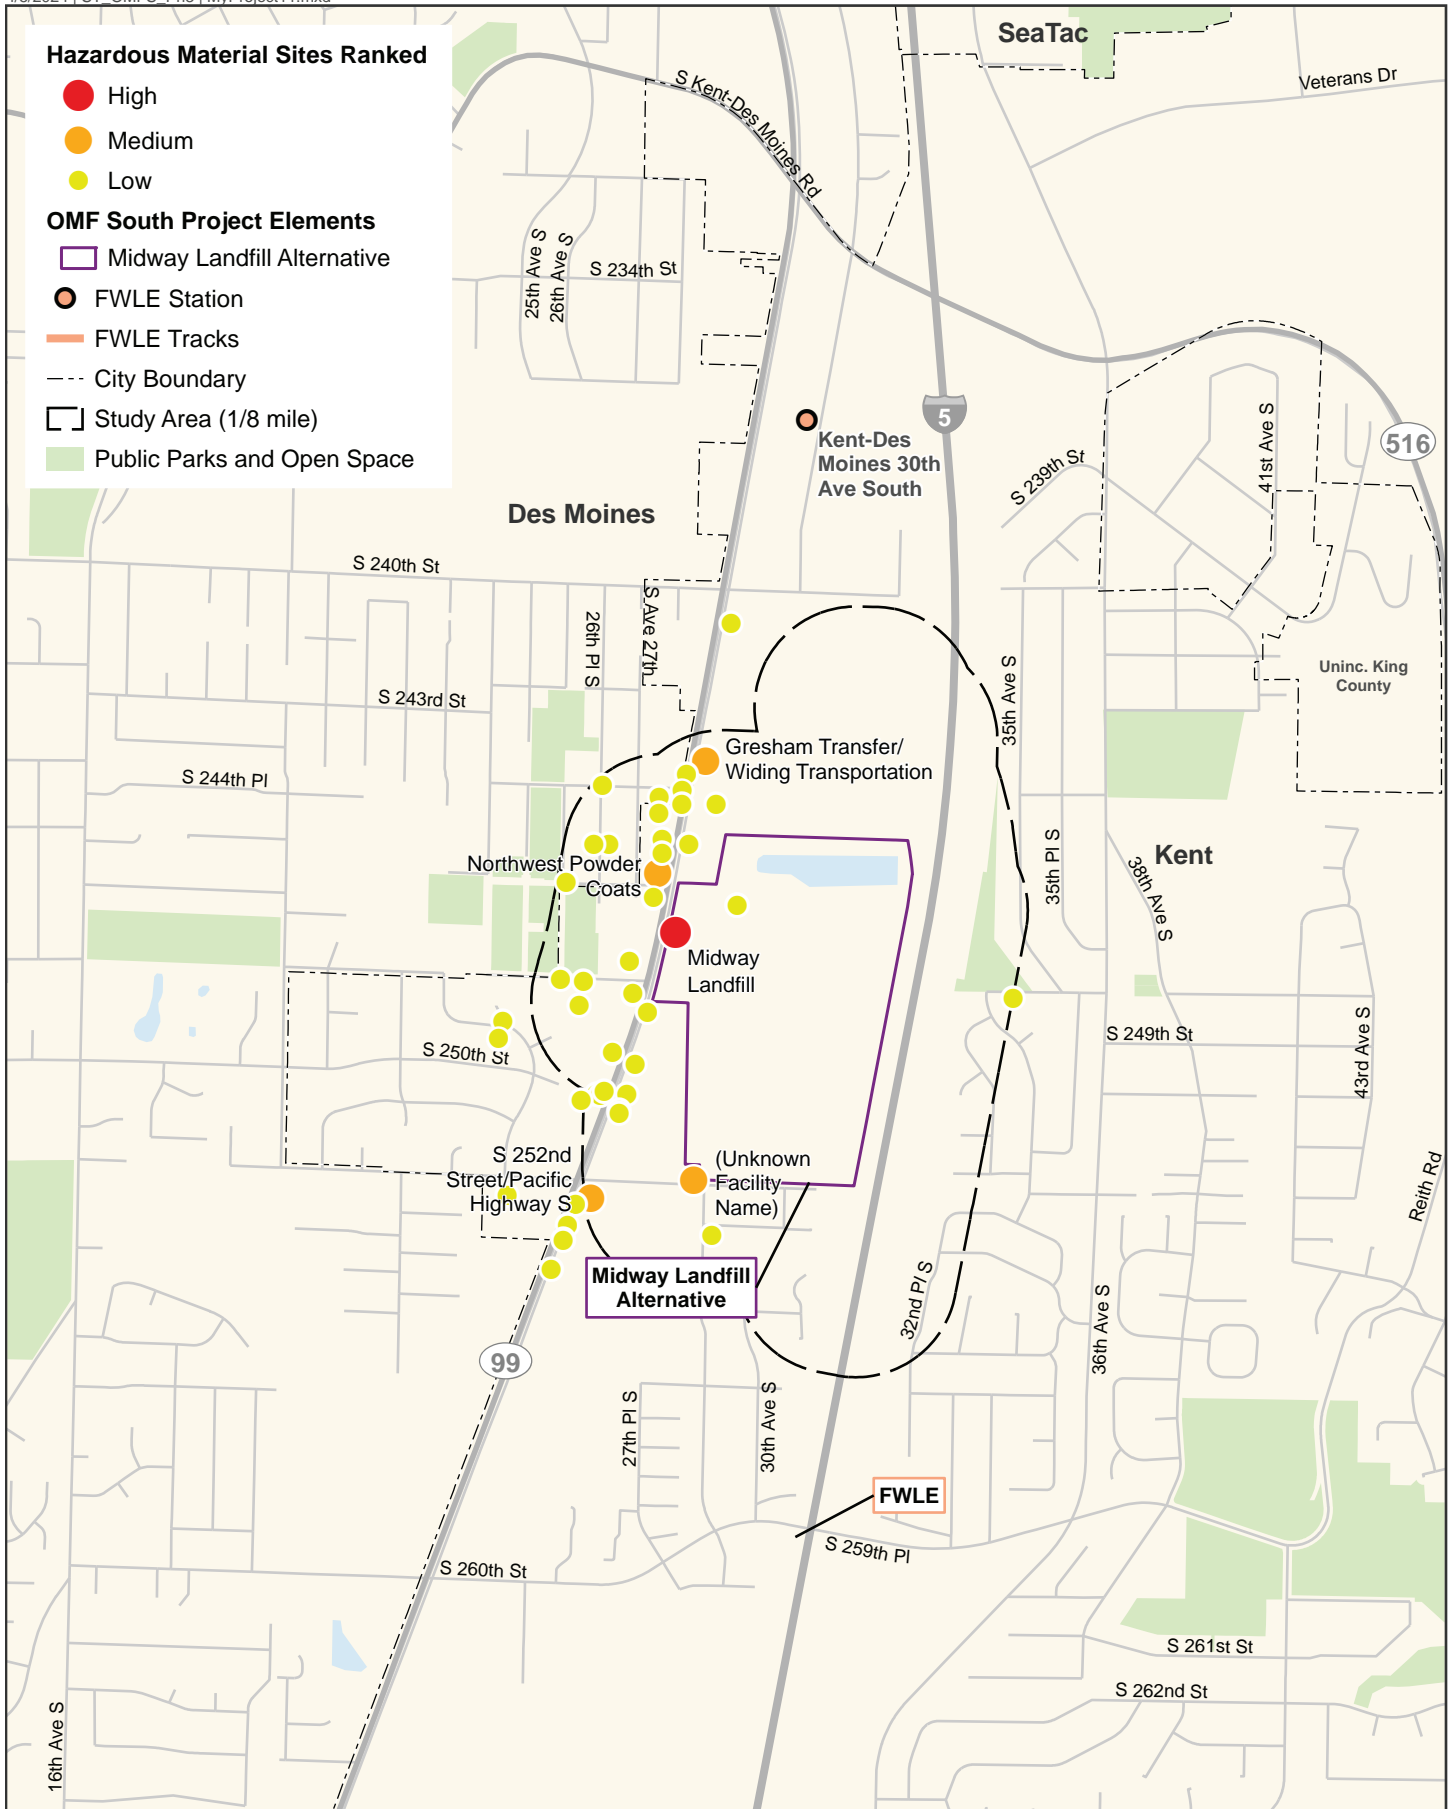 Hazardous Material Sites Ranked
High
Medium
Low
OMF South Project Elements
Midway Landfill Alternative
FWLE Station
FWLE Tracks
City Boundary
Study Area (1/8 mile)
Public Parks and Open Space
SeaTac
Veterans Dr
S Kent-Des Moines Rd
25th Ave S
26th Ave S
S 234th St
5
Kent-Des
Moines 30th
Ave South
S 239th St
41st Ave S
516
Des Moines
S 240th St
26th Pl S
S Ave 27th
35th Ave S
Uninc. King
County
S 243rd St
Gresham Transfer/
Widing Transportation
S 244th Pl
35th Pl S
Kent
38th Ave S
Northwest Powder
Coats
Midway
Landfill
S 249th St
43rd Ave S
S 250th St
S 252nd
Street/Pacific
Highway S
(Unknown
Facility
Name)
Reith Rd
Midway Landfill
Alternative
32nd Pl S
36th Ave S
99
27th Pl S
30th Ave S
FWLE
S 259th Pl
S 260th St
S 261st St
S 262nd St
16th Ave S